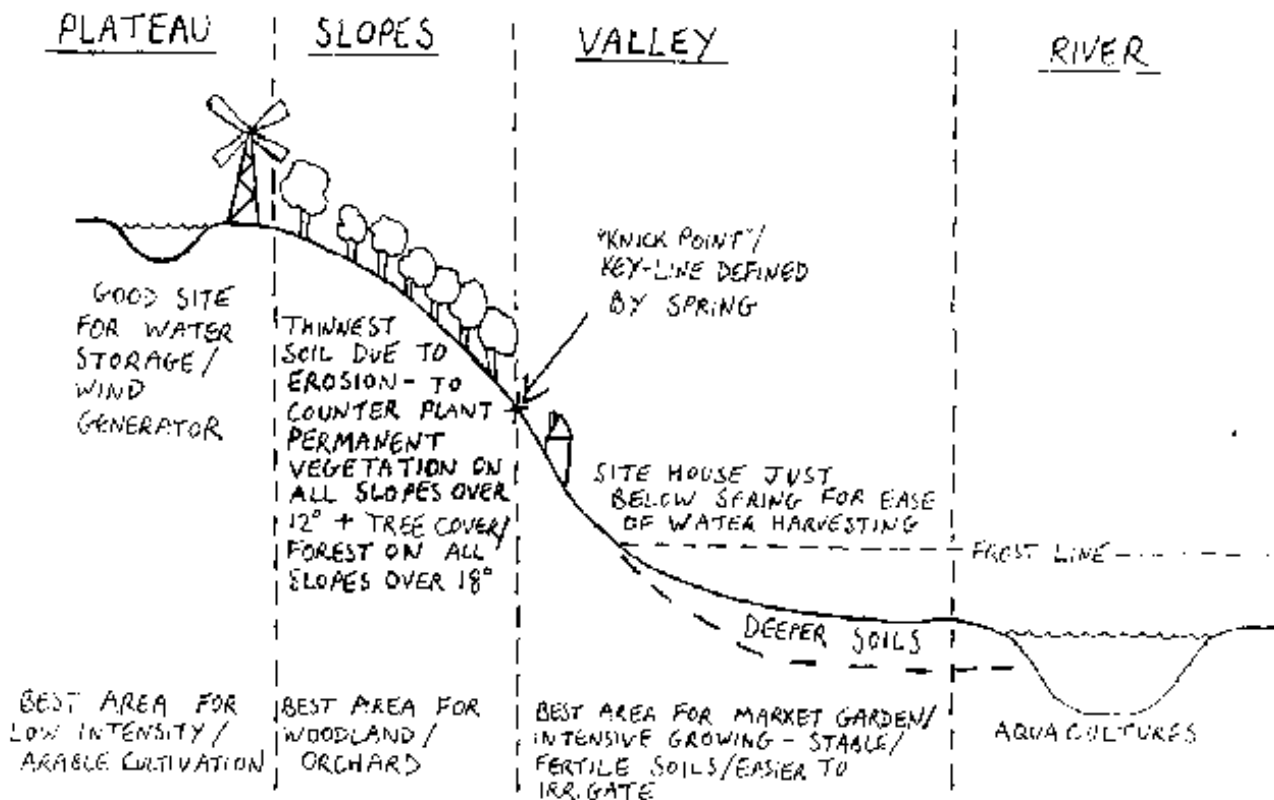 PLATEAU
SLOPES
VALLEY
RIVER
"KNICK POINT"/
KEY-LINE DEFINED
BY SPRING
GOOD SITE
FOR WATER
STORAGE/
WIND
GENERATOR
THINNEST
SOIL DUE TO
EROSION - TO
COUNTER PLANT
PERMANENT
VEGETATION ON
ALL SLOPES OVER
12° + TREE COVER/
FOREST ON ALL
SLOPES OVER 18°
SITE HOUSE JUST
BELOW SPRING FOR EASE
OF WATER HARVESTING
FROST LINE
DEEPER SOILS
BEST AREA FOR
LOW INTENSITY/
ARABLE CULTIVATION
BEST AREA FOR
WOODLAND/
ORCHARD
BEST AREA FOR MARKET GARDEN/
INTENSIVE GROWING - STABLE/
FERTILE SOILS/EASIER TO
IRRIGATE
AQUACULTURES